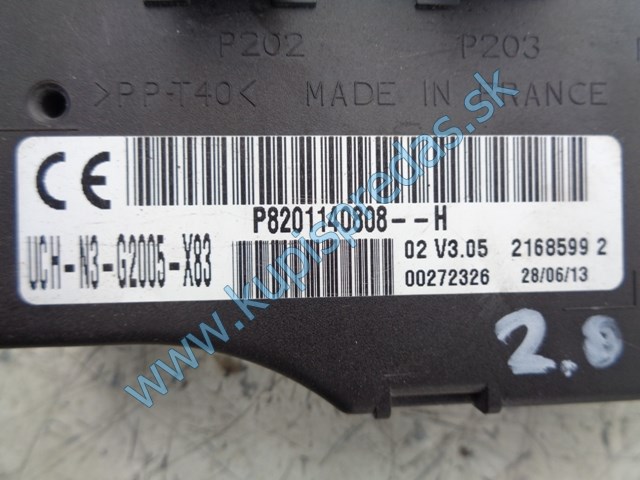 P202 P203
>PP-T40< MADE IN FRANCE
CE
P8201140808--H
UCH-N3-G2005-X83 02 V3.05 2168599 2
00272326 28/06/13
2.0
www.kupispredas.sk